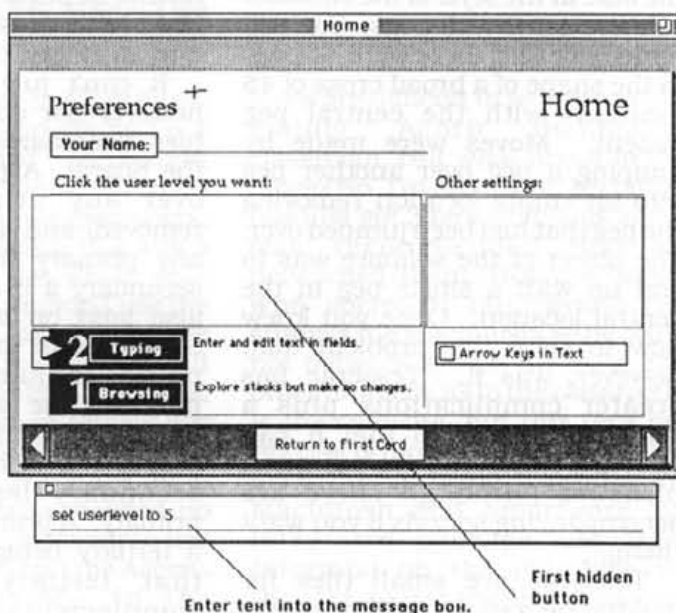 Home
Preferences
Home
Your Name:
Click the user level you want:
Other settings:
2 Typing
Enter and edit text in fields.
Arrow Keys in Text
1 Browsing
Explore stacks but make no changes.
Return to First Card
set userlevel to 5
Enter text into the message box.
First hidden
button